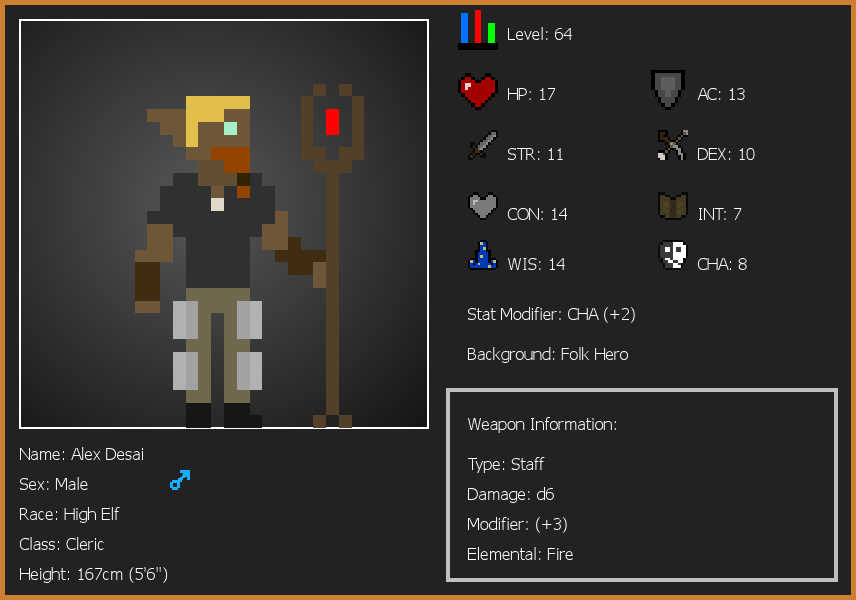 Level: 64
HP: 17
AC: 13
STR: 11
DEX: 10
CON: 14
INT: 7
WIS: 14
CHA: 8
Stat Modifier: CHA (+2)
Background: Folk Hero
Weapon Information:
Type: Staff
Damage: d6
Modifier: (+3)
Elemental: Fire
Name: Alex Desai
Sex: Male
Race: High Elf
Class: Cleric
Height: 167cm (5'6")